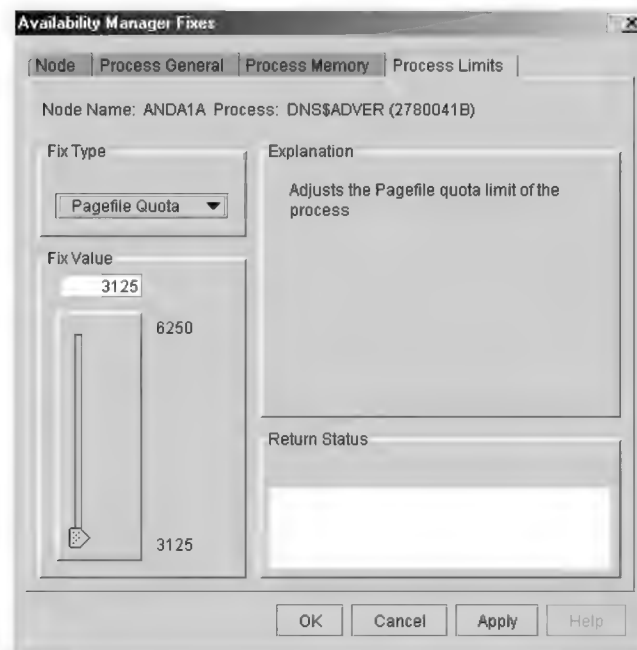 Availability Manager Fixes
Node Process General Process Memory Process Limits
Node Name: ANDA1A Process: DNS$ADVER (2780041B)
Fix Type
Pagefile Quota
Explanation
Adjusts the Pagefile quota limit of the
process
Fix Value
3125
6250
3125
Return Status
OK Cancel Apply Help